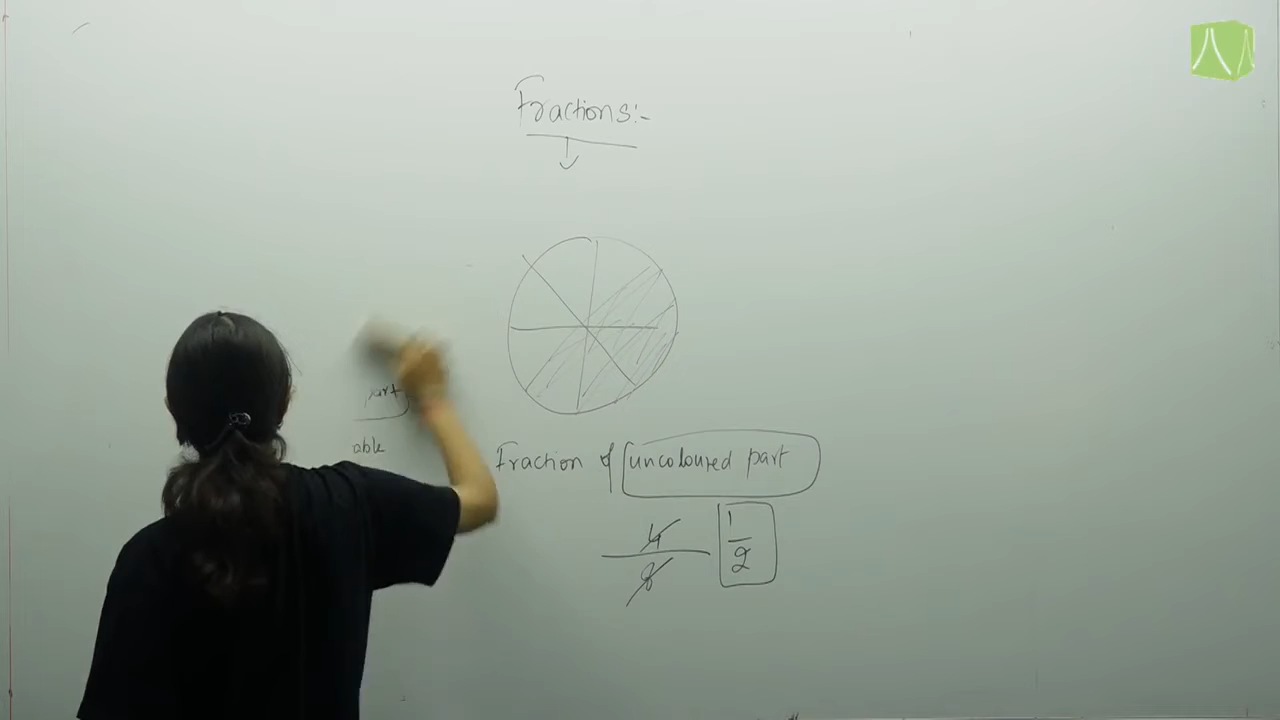 Fractions:-
part
able
Fraction of uncoloured part
4 1
8 2